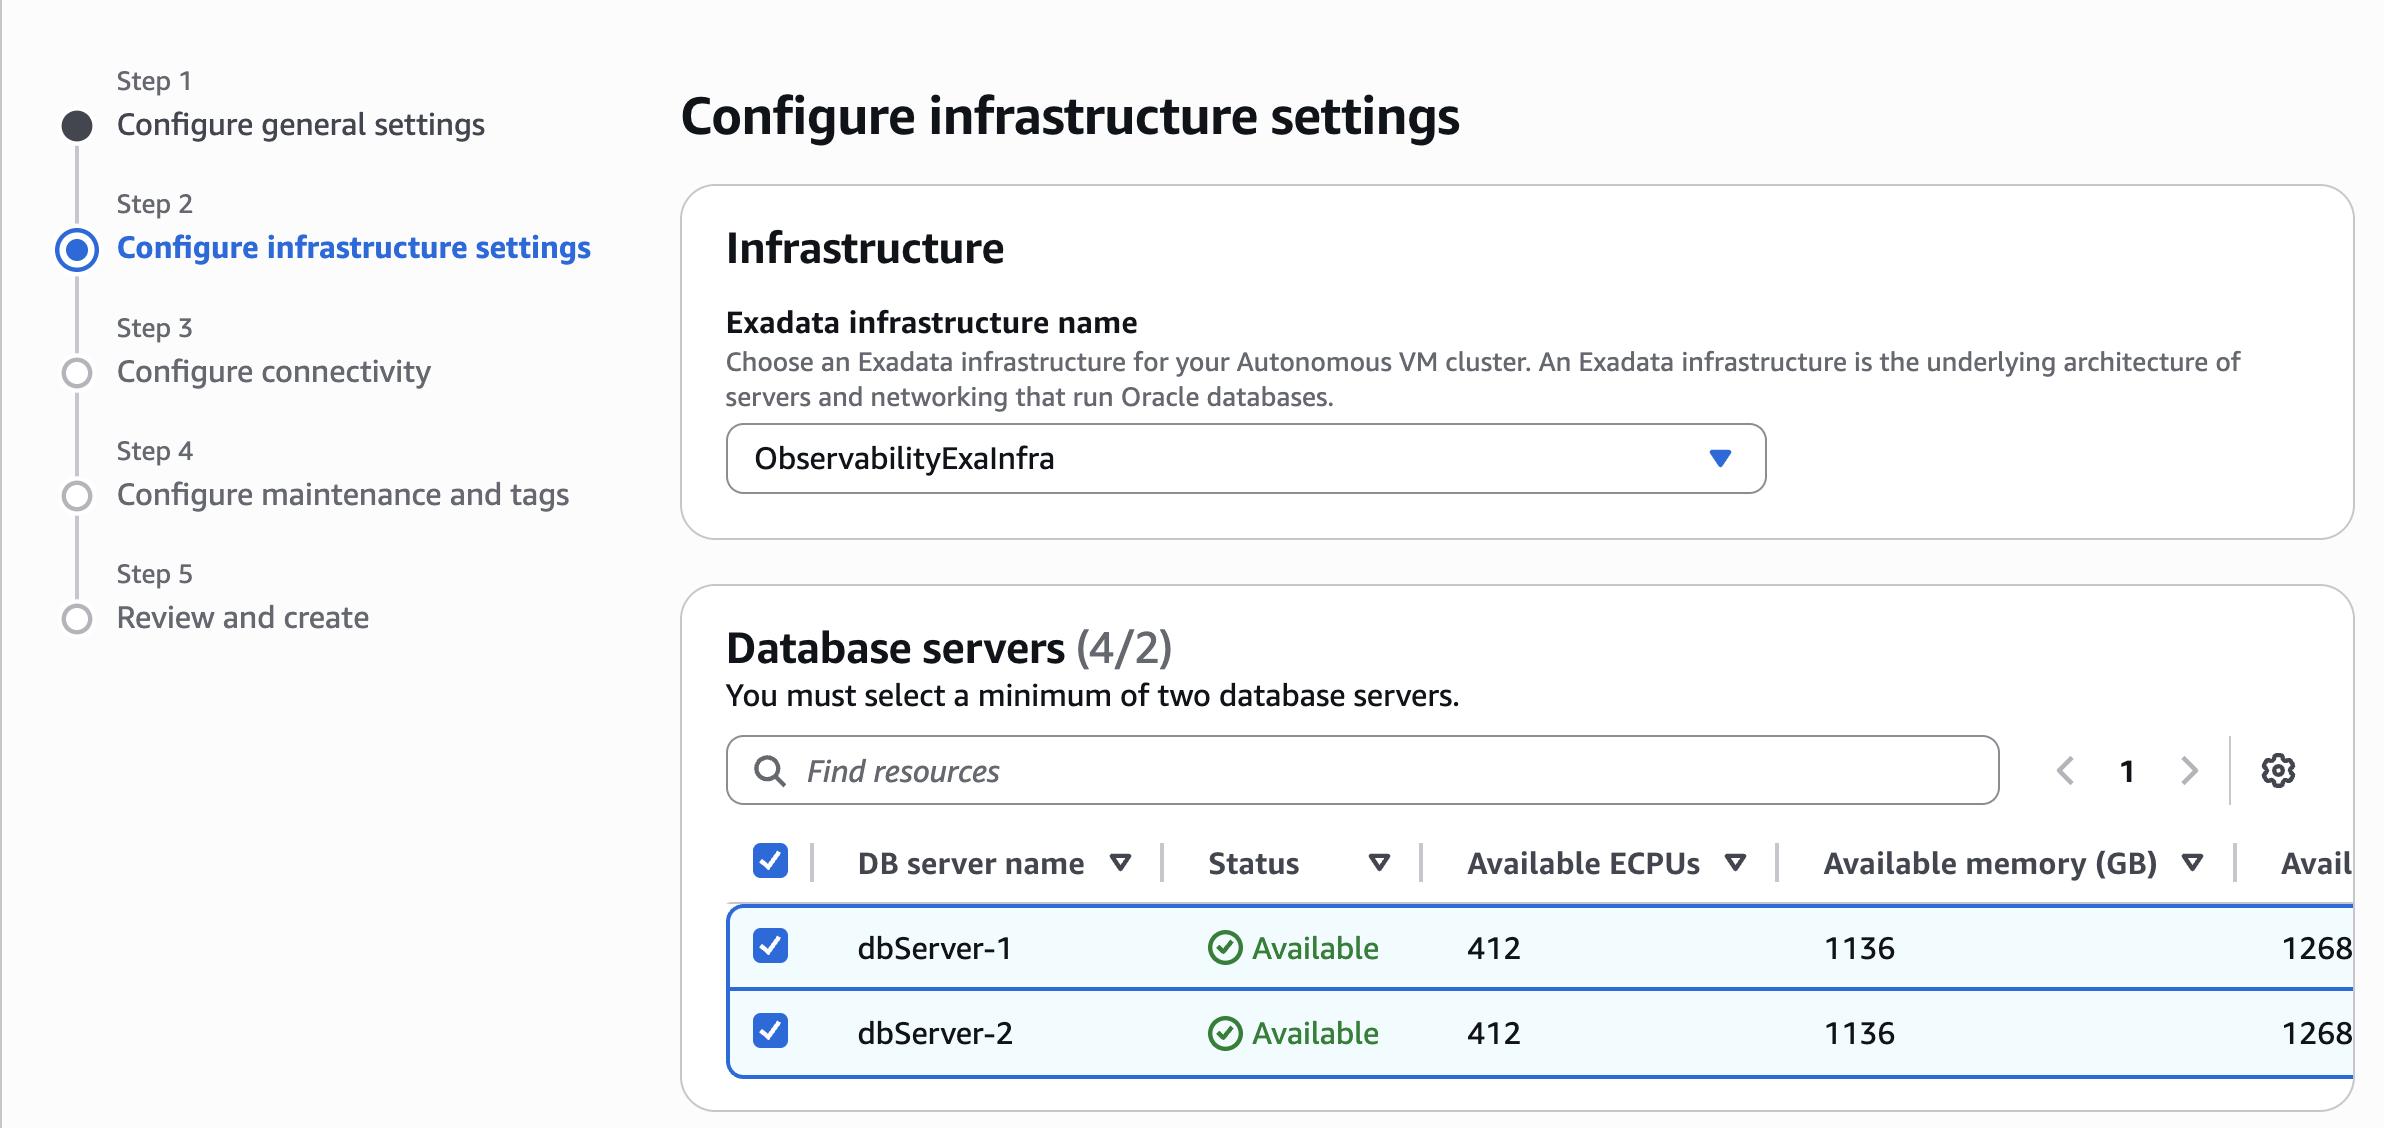 Step 1
Configure general settings
Step 2
Configure infrastructure settings
Step 3
Configure connectivity
Step 4
Configure maintenance and tags
Step 5
Review and create
Configure infrastructure settings
Infrastructure
Exadata infrastructure name
Choose an Exadata infrastructure for your Autonomous VM cluster. An Exadata infrastructure is the underlying architecture of
servers and networking that run Oracle databases.
ObservabilityExaInfra
Database servers (4/2)
You must select a minimum of two database servers.
Find resources
1
DB server name Status Available ECPUs Available memory (GB) Avail
dbServer-1 Available 412 1136 1268
dbServer-2 Available 412 1136 1268